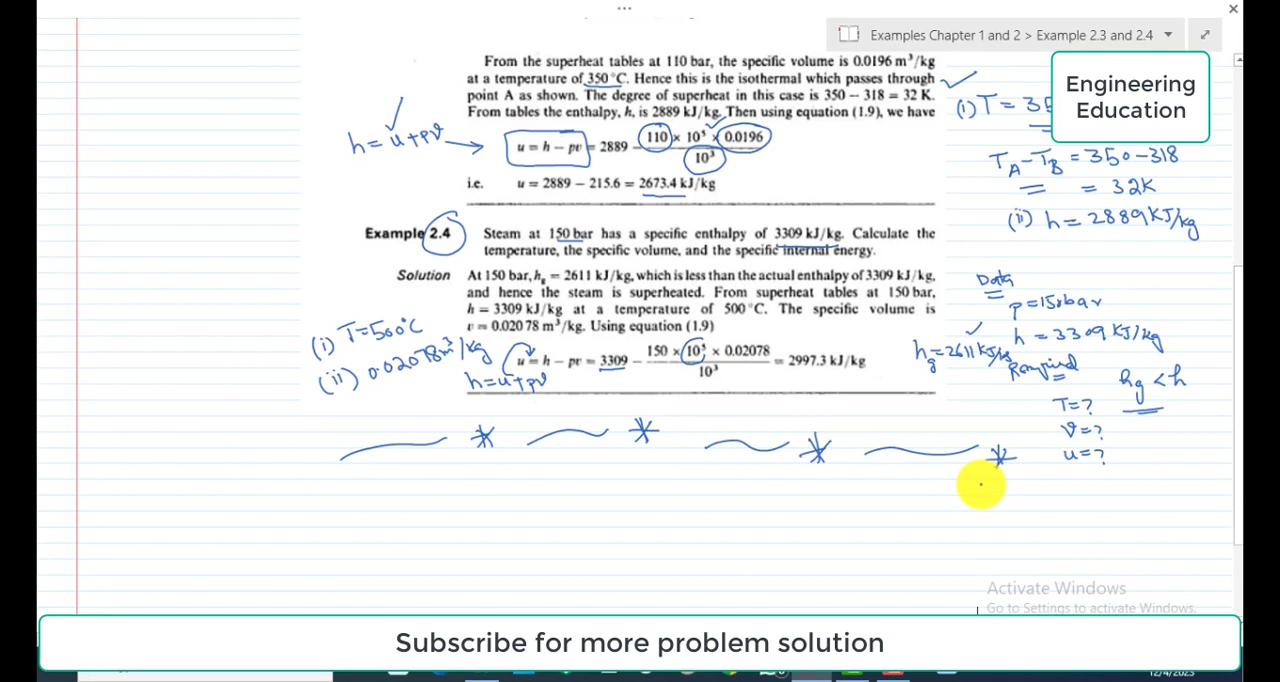 Examples Chapter 1 and 2 > Example 2.3 and 2.4
Engineering
Education
From the superheat tables at 110 bar, the specific volume is 0.0196 m³/kg
at a temperature of 350 °C. Hence this is the isothermal which passes through
point A as shown. The degree of superheat in this case is 350 − 318 = 32 K.
From tables the enthalpy, h, is 2889 kJ/kg. Then using equation (1.9), we have
h = u + pv
u = h − pv = 2889 − 110 × 10⁵ × 0.0196 / 10³
i.e. u = 2889 − 215.6 = 2673.4 kJ/kg
(i) T = 35
T_A − T_B = 350 − 318
= 32K
(ii) h = 2889 KJ/kg
Example 2.4 Steam at 150 bar has a specific enthalpy of 3309 kJ/kg. Calculate the
temperature, the specific volume, and the specific internal energy.
Solution At 150 bar, h_g = 2611 kJ/kg, which is less than the actual enthalpy of 3309 kJ/kg,
and hence the steam is superheated. From superheat tables at 150 bar,
h = 3309 kJ/kg at a temperature of 500 °C. The specific volume is
v = 0.020 78 m³/kg. Using equation (1.9)
u = h − pv = 3309 − 150 × 10⁵ × 0.02078 / 10³ = 2997.3 kJ/kg
h = u + pv
(i) T = 500°C
(ii) 0.02078 m³/kg
Data
p = 150 bar
h = 3309 KJ/kg
h_g = 2611 KJ/kg
Required
h_g < h
T = ?
v = ?
u = ?
Activate Windows
Go to Settings to activate Windows.
Subscribe for more problem solution
12/4/2023